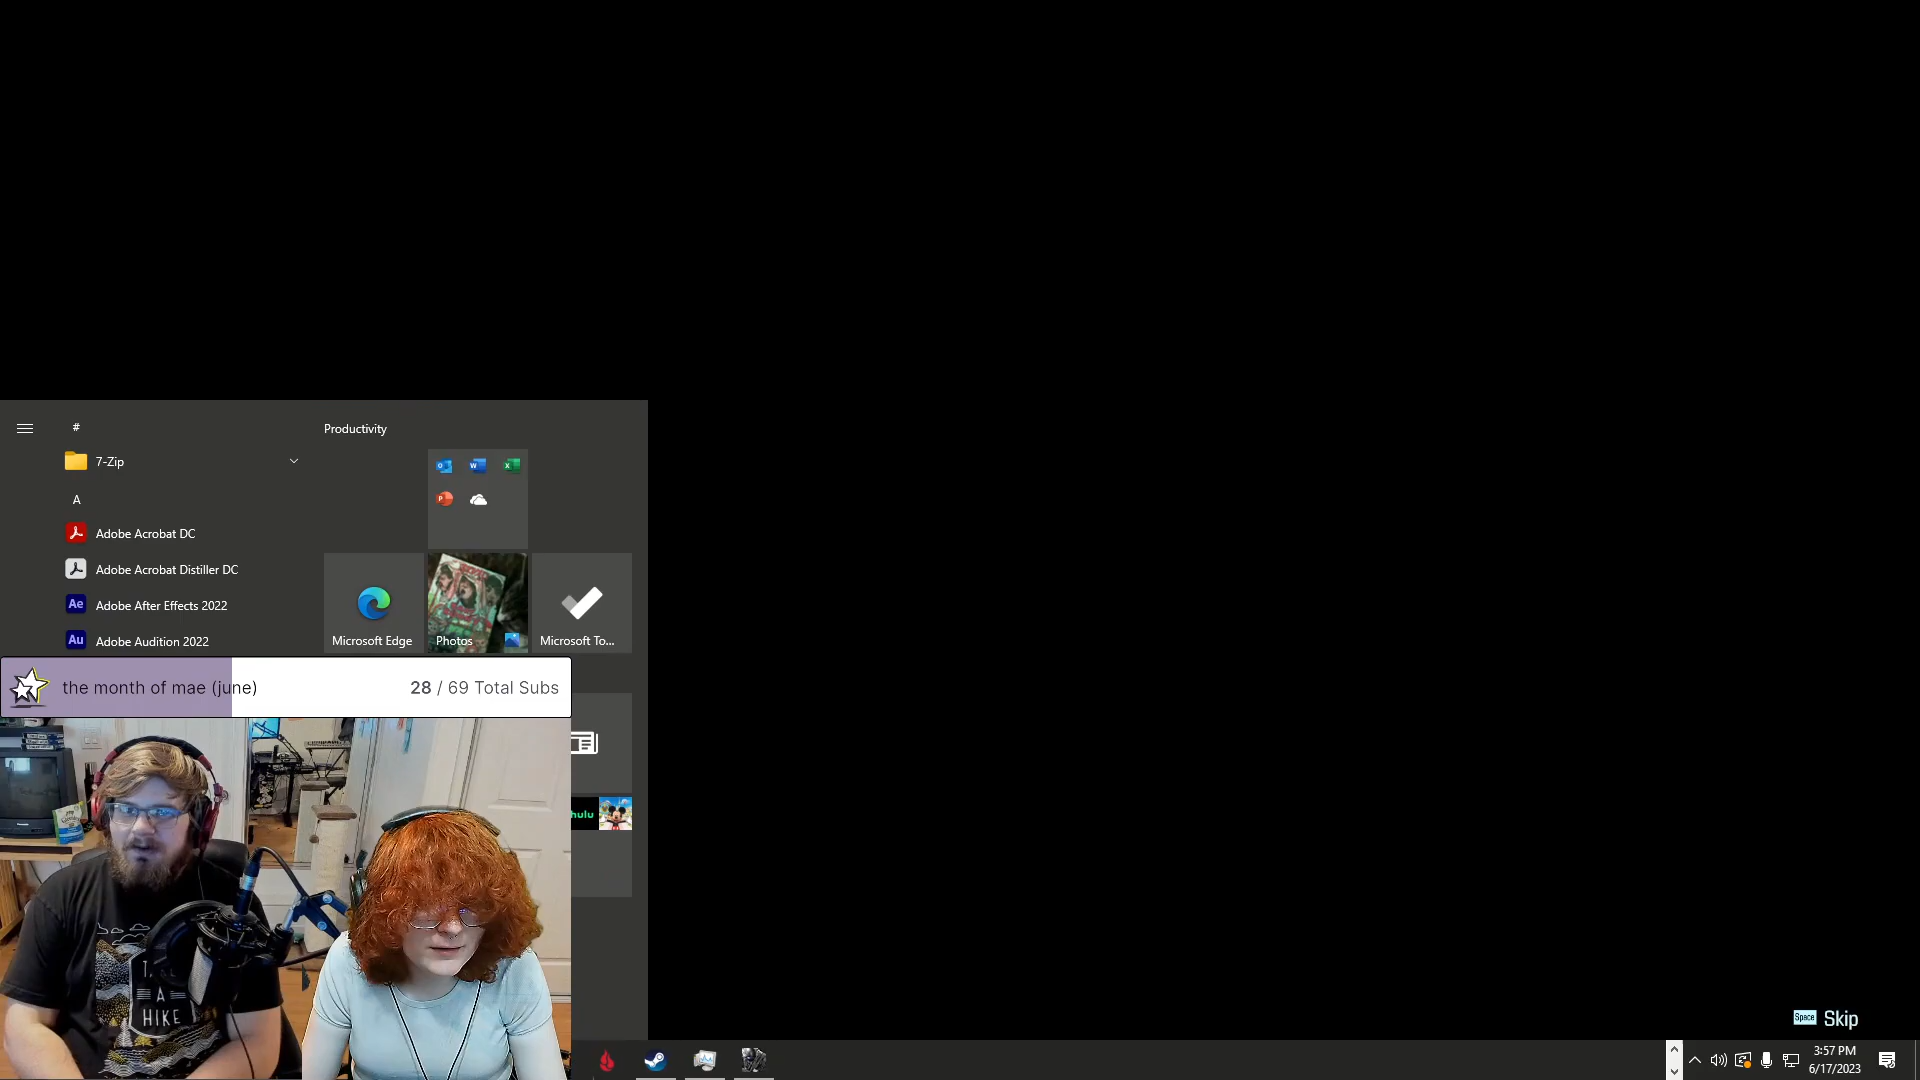 #
Productivity
7-Zip
A
Adobe Acrobat DC
Adobe Acrobat Distiller DC
Ae Adobe After Effects 2022
Au Adobe Audition 2022
Microsoft Edge
Photos
Microsoft To...
the month of mae (june)
28 / 69 Total Subs
hulu
A
HIKE
Space Skip
3:57 PM
6/17/2023